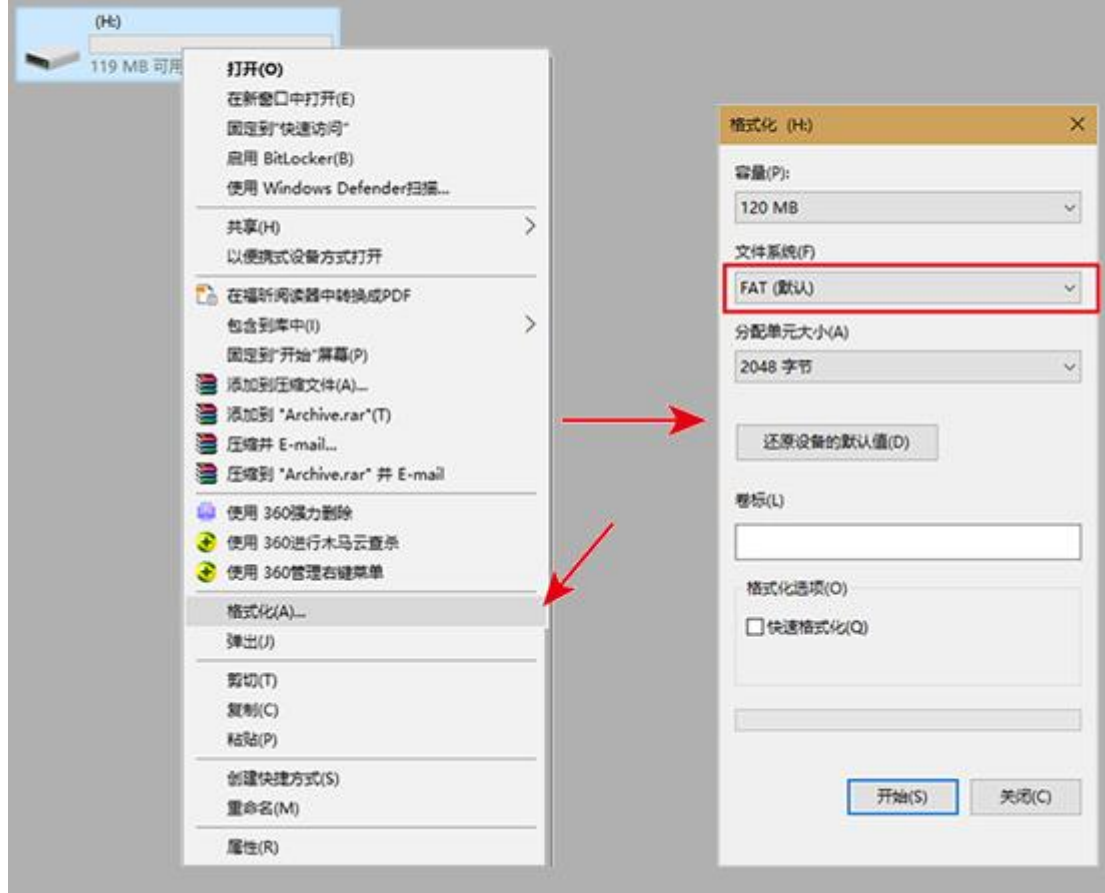 (H:)
119 MB 可用
打开(O)
在新窗口中打开(E)
固定到"快速访问"
启用 BitLocker(B)
使用 Windows Defender扫描...
共享(H)
以便携式设备方式打开
在福昕阅读器中转换成PDF
包含到库中(I)
固定到"开始"屏幕(P)
添加到压缩文件(A)...
添加到 "Archive.rar"(T)
压缩并 E-mail...
压缩到 "Archive.rar" 并 E-mail
使用 360强力删除
使用 360进行木马云查杀
使用 360管理右键菜单
格式化(A)...
弹出(J)
剪切(T)
复制(C)
粘贴(P)
创建快捷方式(S)
重命名(M)
属性(R)
格式化 (H:)
容量(P):
120 MB
文件系统(F)
FAT (默认)
分配单元大小(A)
2048 字节
还原设备的默认值(D)
卷标(L)
格式化选项(O)
快速格式化(Q)
开始(S)
关闭(C)